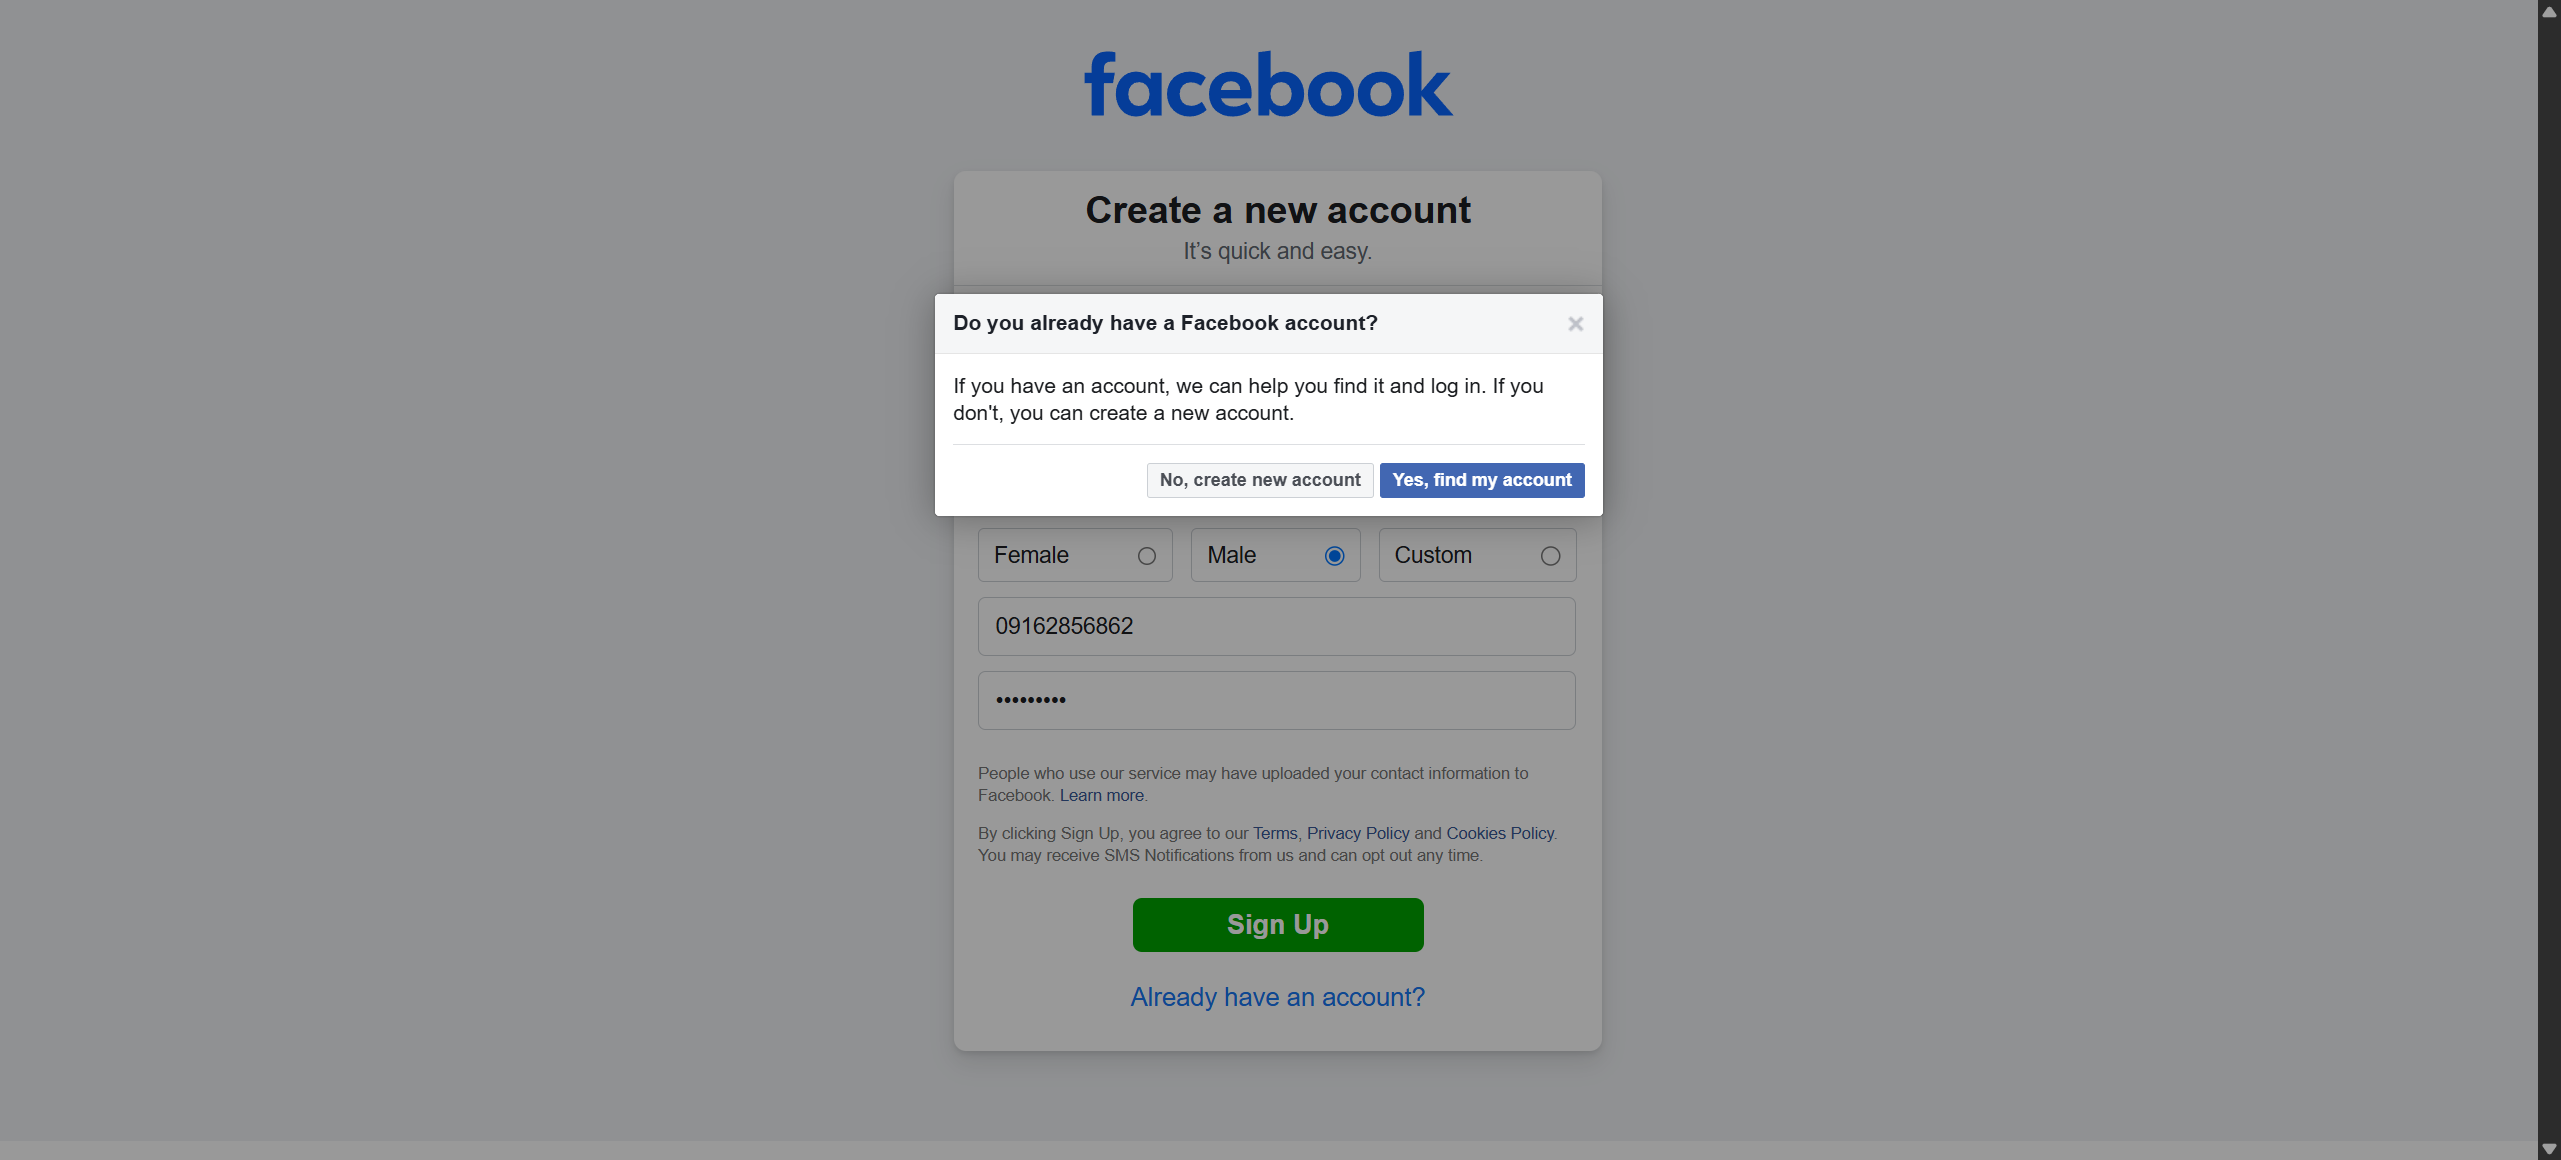 facebook
Create a new account
It's quick and easy.
Do you already have a Facebook account?
If you have an account, we can help you find it and log in. If you
don't, you can create a new account.
No, create new account
Yes, find my account
Female
Male
Custom
09162856862
•••••••••
People who use our service may have uploaded your contact information to
Facebook. Learn more.
By clicking Sign Up, you agree to our Terms, Privacy Policy and Cookies Policy.
You may receive SMS Notifications from us and can opt out any time.
Sign Up
Already have an account?